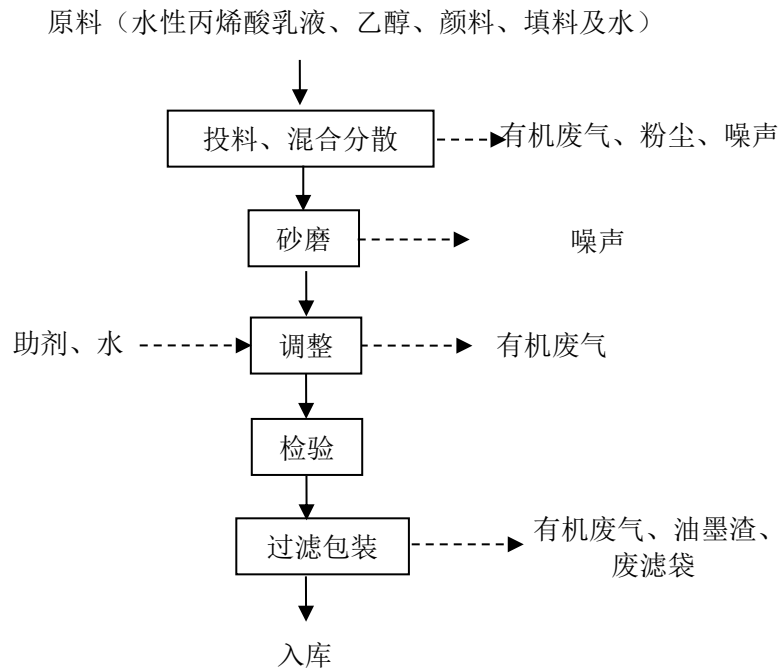 原料（水性丙烯酸乳液、乙醇、颜料、填料及水）
投料、混合分散
有机废气、粉尘、噪声
砂磨
噪声
助剂、水
调整
有机废气
检验
过滤包装
有机废气、油墨渣、
废滤袋
入库